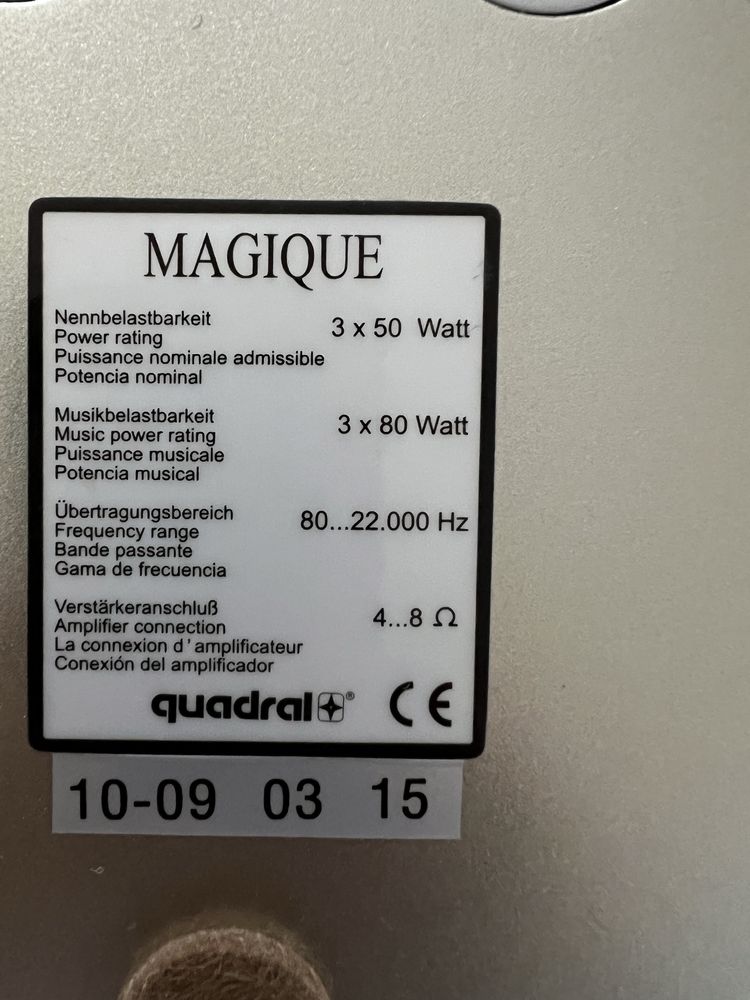 MAGIQUE
Nennbelastbarkeit
Power rating
Puissance nominale admissible
Potencia nominal
3 x 50 Watt
Musikbelastbarkeit
Music power rating
Puissance musicale
Potencia musical
3 x 80 Watt
Übertragungsbereich
Frequency range
Bande passante
Gama de frecuencia
80...22.000 Hz
Verstärkeranschluß
Amplifier connection
La connexion d'amplificateur
Conexión del amplificador
4...8 Ω
quadral® CE
10-09 03 15